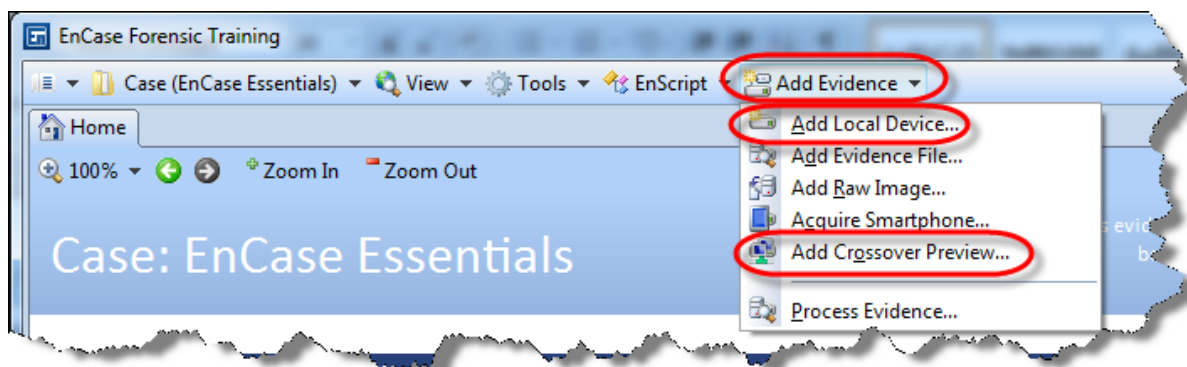 En EnCase Forensic Training
Case (EnCase Essentials) View Tools EnScript Add Evidence
Home
100% Zoom In Zoom Out
Case: EnCase Essentials
Add Local Device...
Add Evidence File...
Add Raw Image...
Acquire Smartphone...
Add Crossover Preview...
Process Evidence...